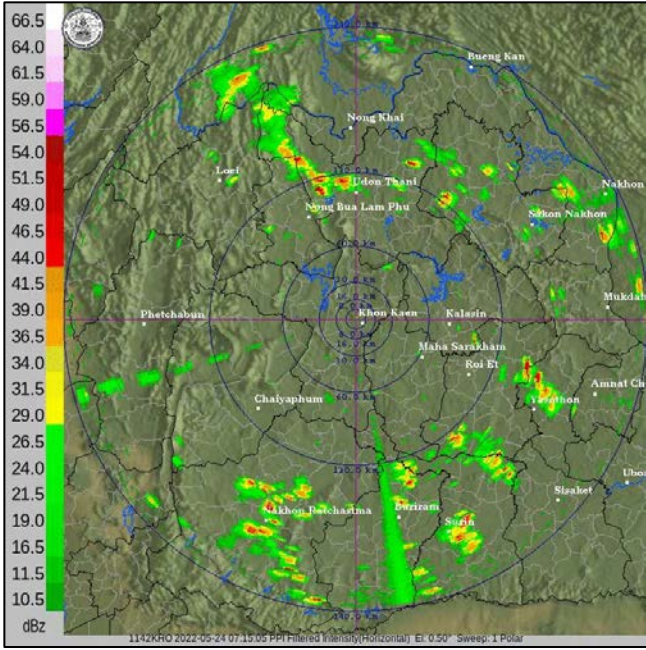 66.5
64.0
61.5
59.0
56.5
54.0
51.5
49.0
46.5
44.0
41.5
39.0
36.5
34.0
31.5
29.0
26.5
24.0
21.5
19.0
16.5
14.0
12.5
10.5
dBz
Bueng Kan
Nong Khai
Loei
Udon Thani
Nakhon
Nong Bua Lam Phu
Sakon Nakhon
Mukdah
Phetchabun
Khon Kaen
Kalasin
Maha Sarakham
Roi Et
Amnat Ch
Chaiyaphum
Yasothon
Ubo
Sisaket
Nakhon Ratchasima
Buriram
Surin
1142KHO 2022-05-24 07:15:05 PPI Filtered Intensity(Horizontal) El: 0.50° Sweep: 1 Polar